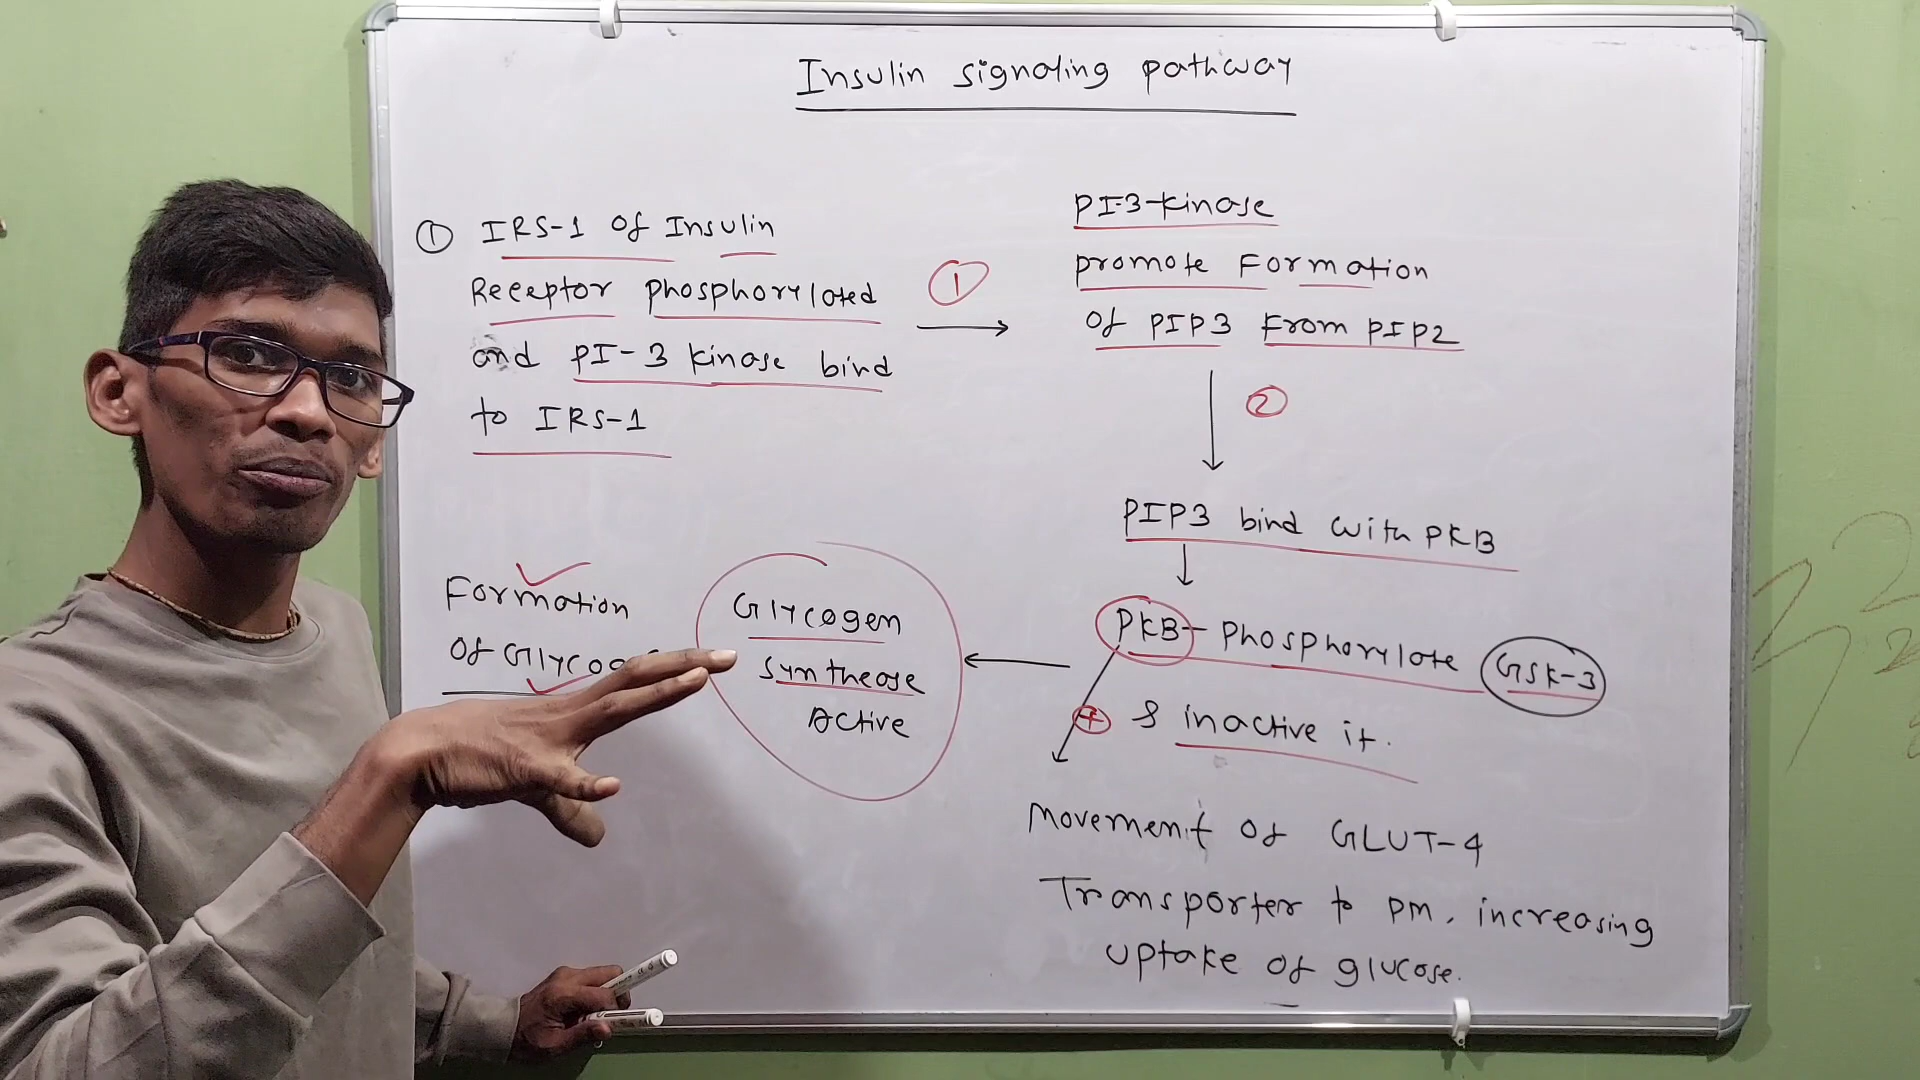 Insulin signaling pathway
① IRS-1 of Insulin
Receptor phosphorylated
and PI-3 kinase bind
to IRS-1
1
PI-3-kinase
promote Formation
of PIP3 From PIP2
2
PIP3 bind with PKB
PKB - Phosphorylate GSK-3
& inactive it.
+
Glycogen
Synthease
Active
Formation
of
Movement of GLUT-4
Transporter to PM. increasing
uptake of glucose.